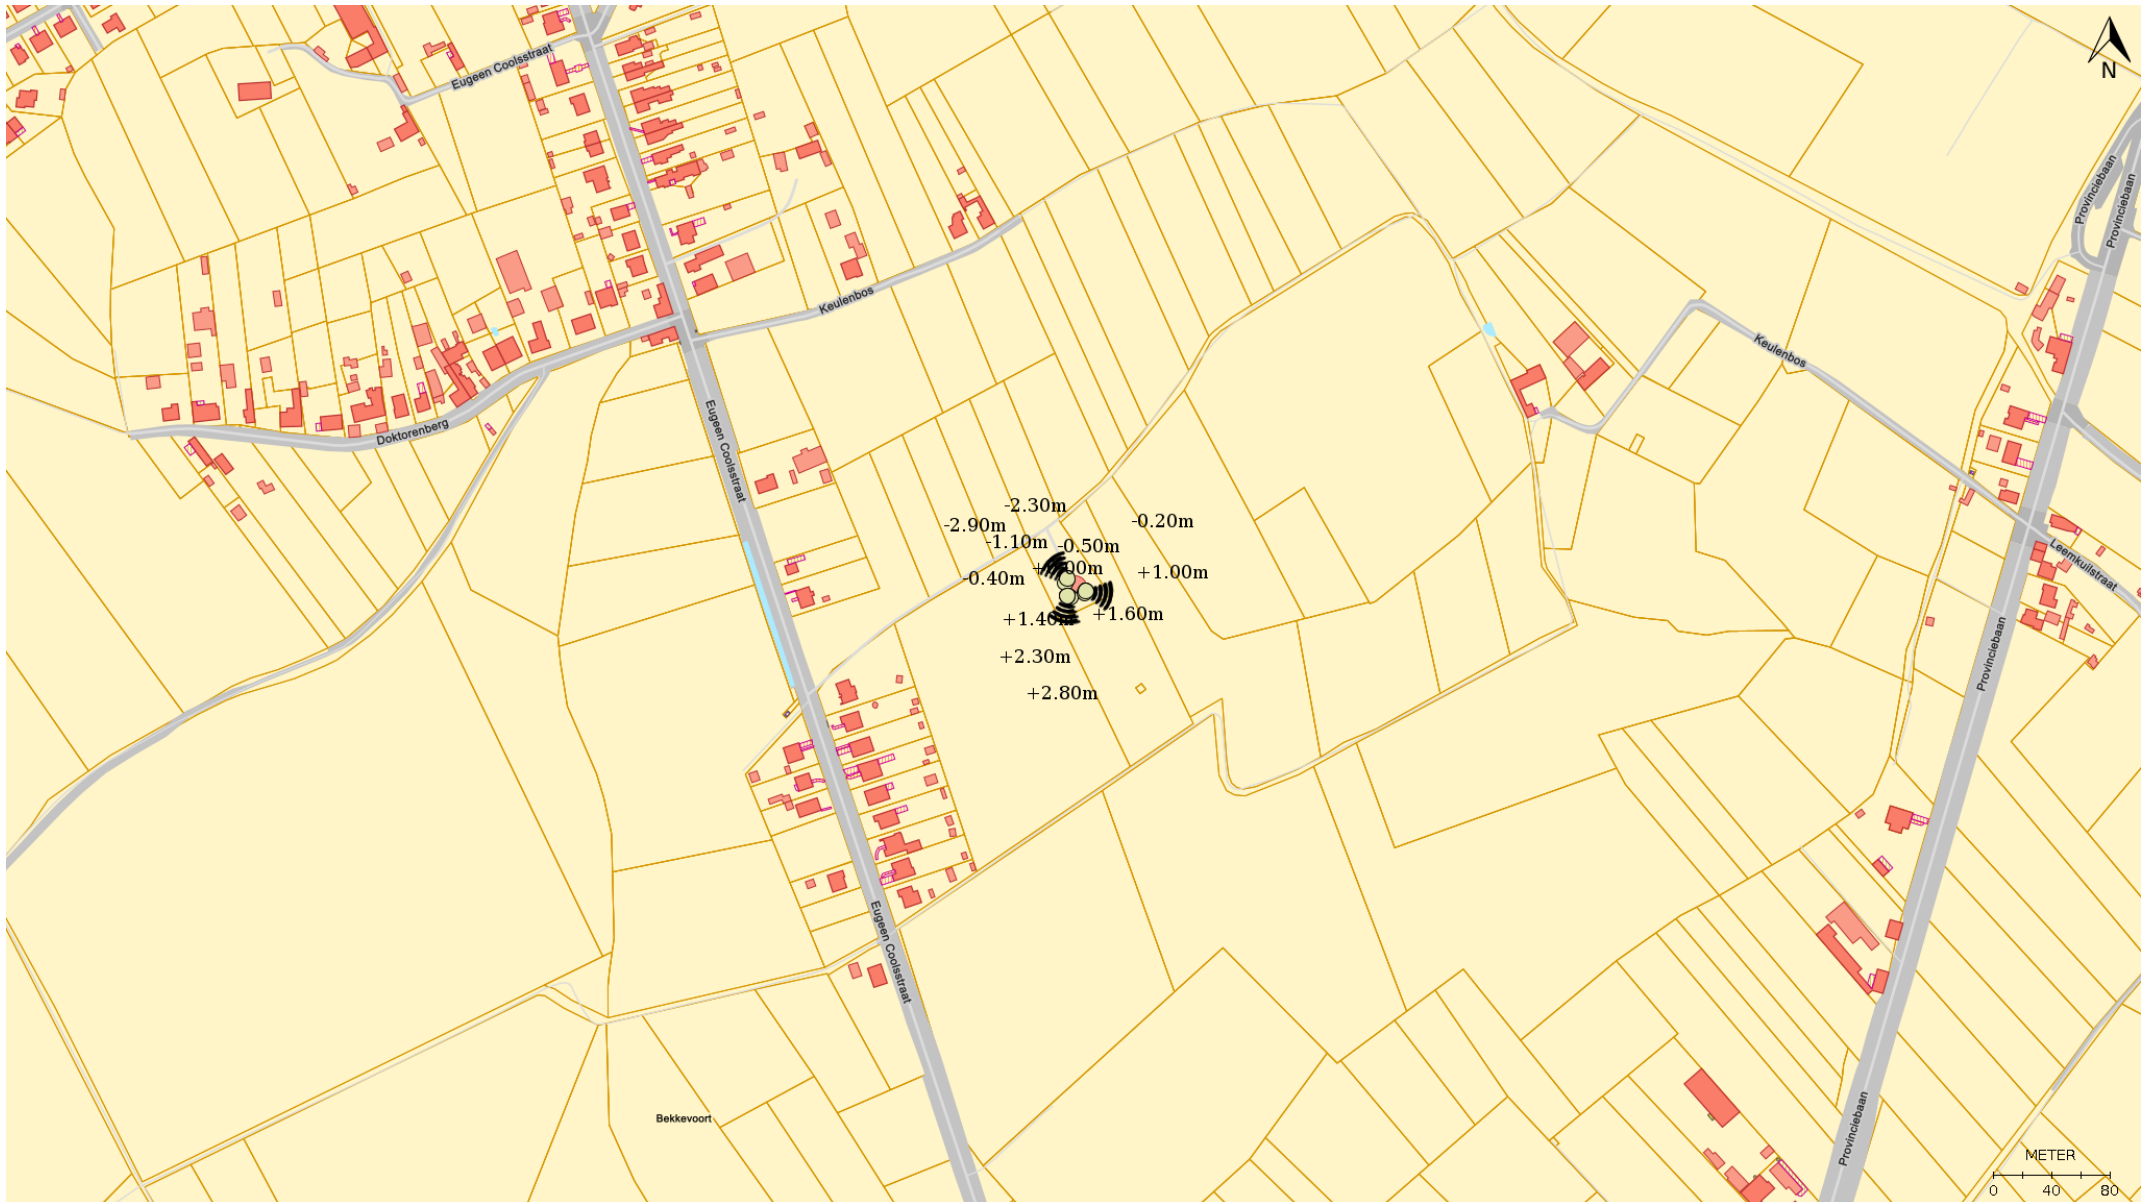 Eugeen Coolsstraat
N
Provinciebaan
Provinciebaan
Keulenbos
Keulenbos
Doktorenberg
Eugeen Coolsstraat
-2.30m
-2.90m
-0.20m
-1.10m
-0.50m
-0.40m
+1.00m
+1.60m
+2.30m
+2.80m
Leemkuilstraat
Provinciebaan
Eugeen Coolsstraat
Bekkevoort
Provinciebaan
METER
0 40 80